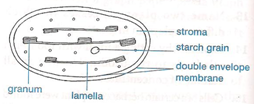 stroma
starch grain
double envelope
membrane
granum
lamella